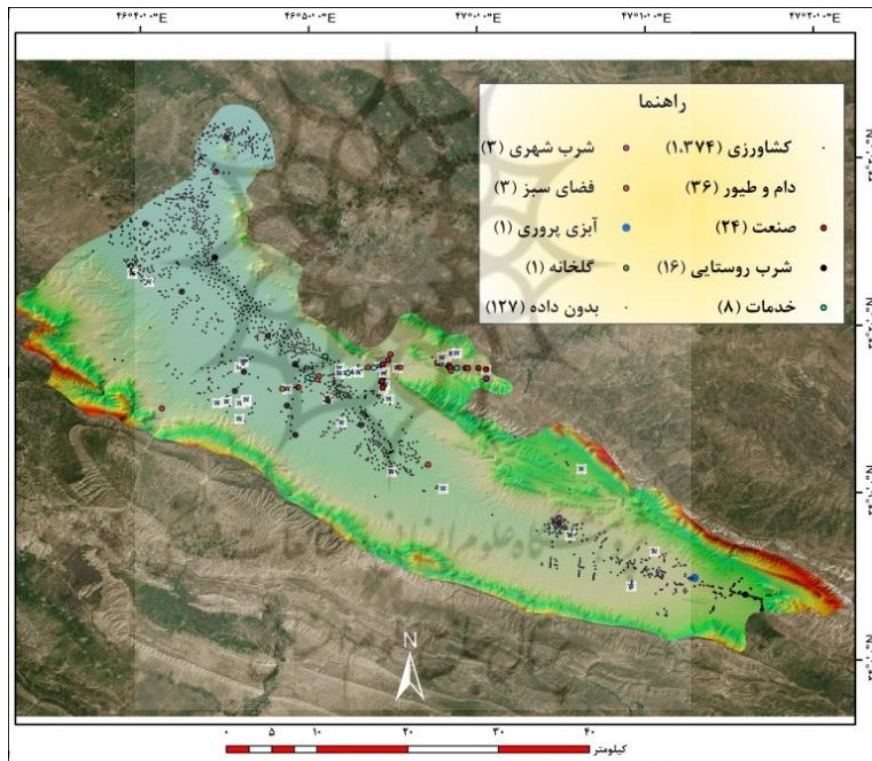 ۴۶°۴۰'۰"E ۴۶°۵۰'۰"E ۴۷°۰'۰"E ۴۷°۱۰'۰"E ۴۷°۲۰'۰"E
راهنما
کشاورزی (۱.۳۷۴) شرب شهری (۳)
دام و طیور (۳۶) فضای سبز (۳)
صنعت (۲۴) آبزی پروری (۱)
شرب روستایی (۱۶) گلخانه (۱)
خدمات (۸) بدون داده (۱۲۷)
N
۰ ۵ ۱۰ ۲۰ ۳۰ ۴۰
کیلومتر